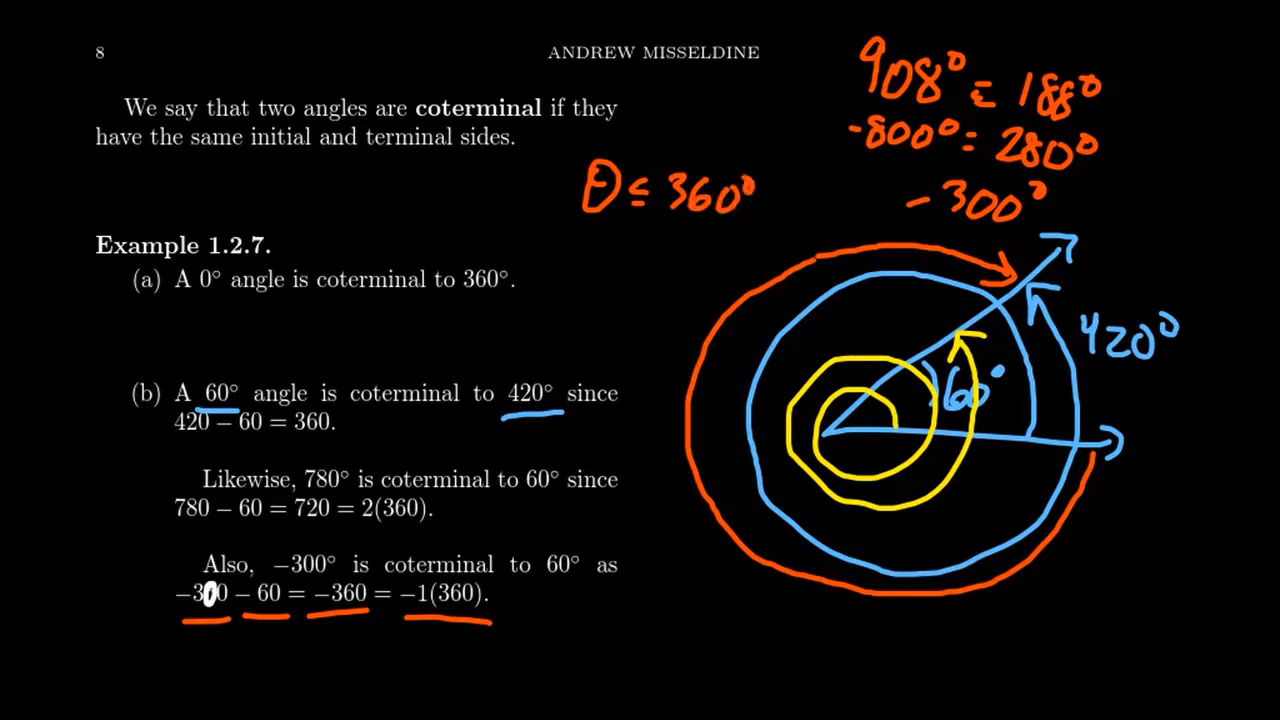 8
ANDREW MISSELDINE
We say that two angles are coterminal if they
have the same initial and terminal sides.
Example 1.2.7.
(a) A 0° angle is coterminal to 360°.
(b) A 60° angle is coterminal to 420° since
420 − 60 = 360.
Likewise, 780° is coterminal to 60° since
780 − 60 = 720 = 2(360).
Also, −300° is coterminal to 60° as
−300 − 60 = −360 = −1(360).
908° = 188°
-800° = 280°
θ ≤ 360°
-300°
420°
60°